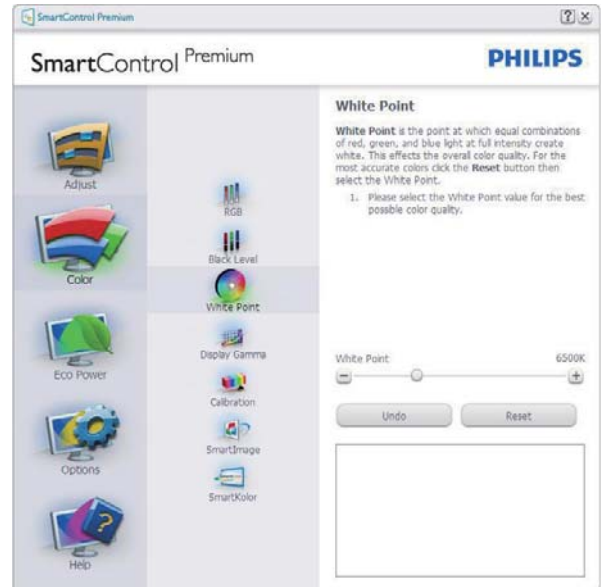 SmartControl Premium
? ×
SmartControl Premium
PHILIPS
Adjust
Color
Eco Power
Options
Help
RGB
Black Level
White Point
Display Gamma
Calibration
SmartImage
SmartKolor
White Point
White Point is the point at which equal combinations
of red, green, and blue light at full intensity create
white. This effects the overal color quality. For the
most accurate colors click the Reset button then
select the White Point.
1. Please select the White Point value for the best
possible color quality.
White Point 6500K
Undo Reset